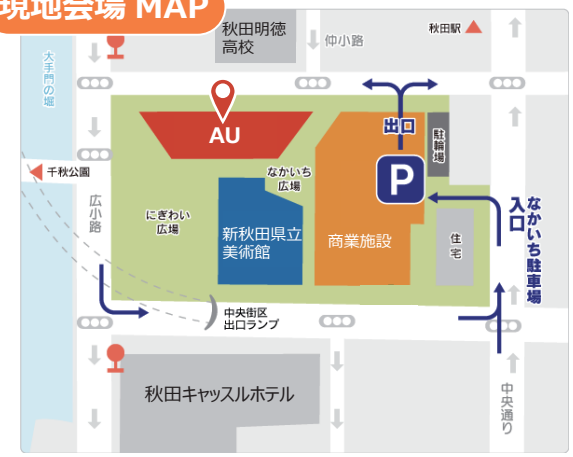 現地会場 MAP
秋田明徳
高校
仲小路
秋田駅
大手門の堀
出口
駐輪場
AU
P
千秋公園
なかいち
広場
広小路
にぎわい
広場
新秋田県立
美術館
商業施設
住宅
入口
なかいち駐車場
中央街区
出口ランプ
秋田キャッスルホテル
中央通り